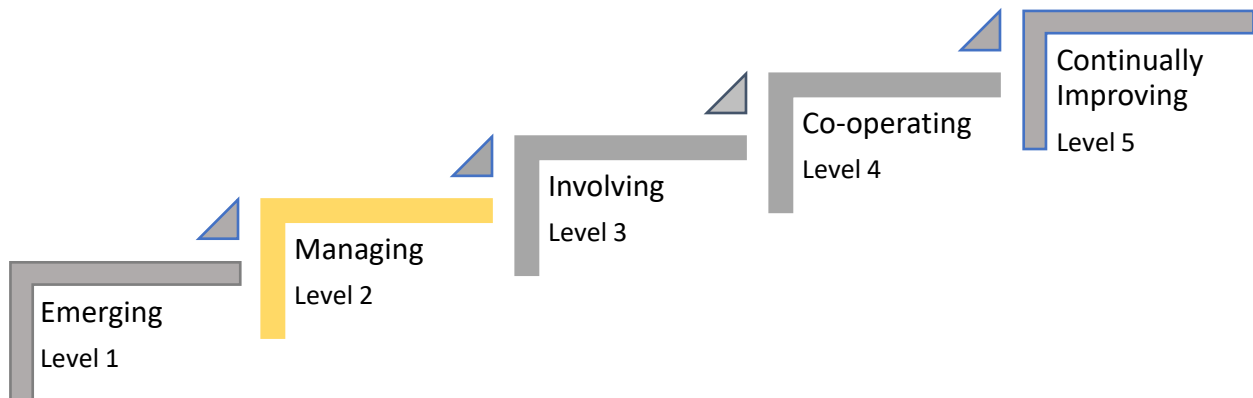 Emerging
Level 1
Managing
Level 2
Involving
Level 3
Co-operating
Level 4
Continually
Improving
Level 5